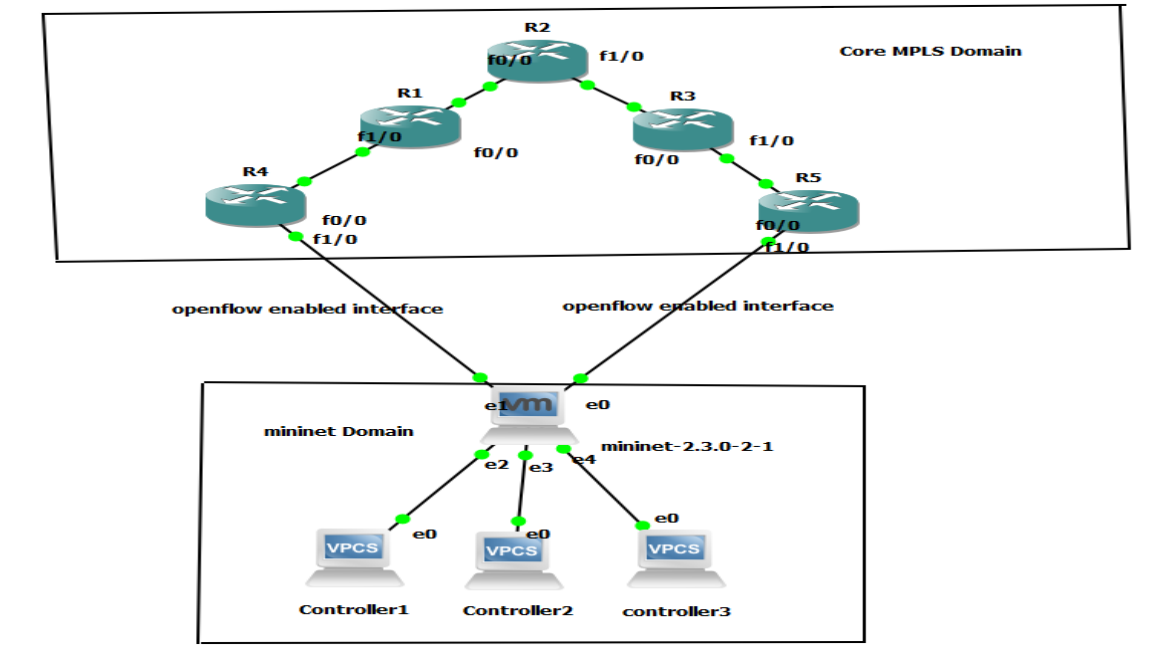 R2
Core MPLS Domain
f0/0
f1/0
R1
R3
f1/0
f0/0
f0/0
f1/0
R4
R5
f0/0
f1/0
f0/0
f1/0
openflow enabled interface
openflow enabled interface
e1
vm
e0
mininet Domain
mininet-2.3.0-2-1
e2
e3
e4
e0
e0
e0
VPCS
VPCS
VPCS
Controller1
Controller2
controller3